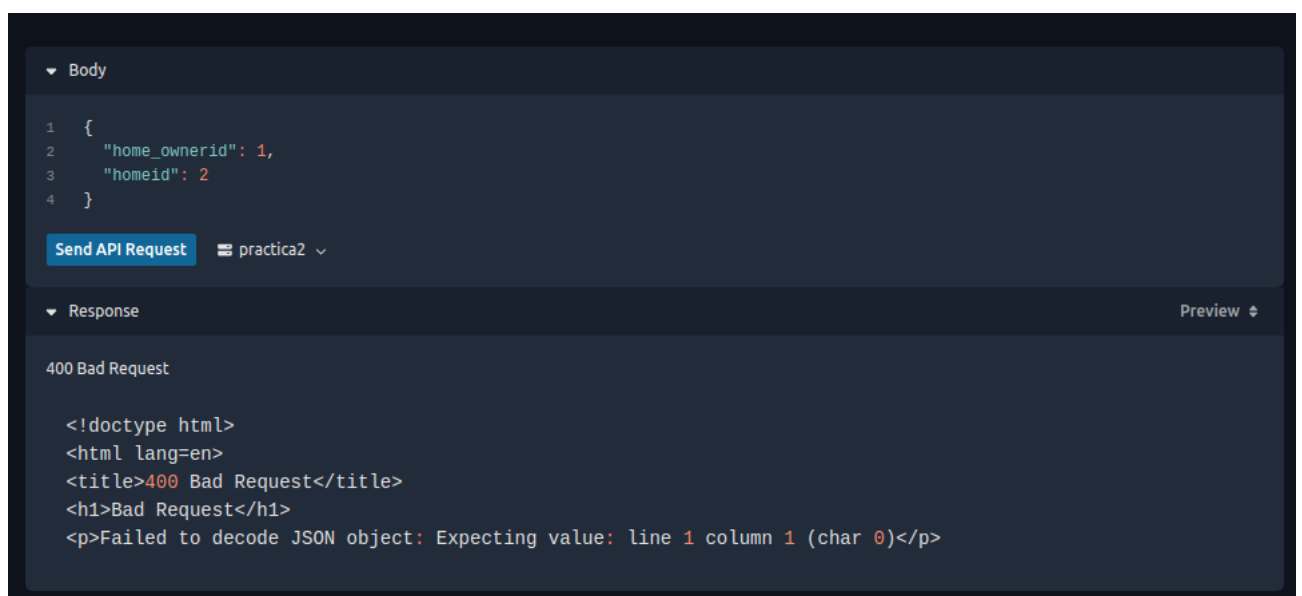 Body
1 {
2 "home_ownerid": 1,
3 "homeid": 2
4 }
Send API Request practica2
Response Preview
400 Bad Request
<!doctype html>
<html lang=en>
<title>400 Bad Request</title>
<h1>Bad Request</h1>
<p>Failed to decode JSON object: Expecting value: line 1 column 1 (char 0)</p>